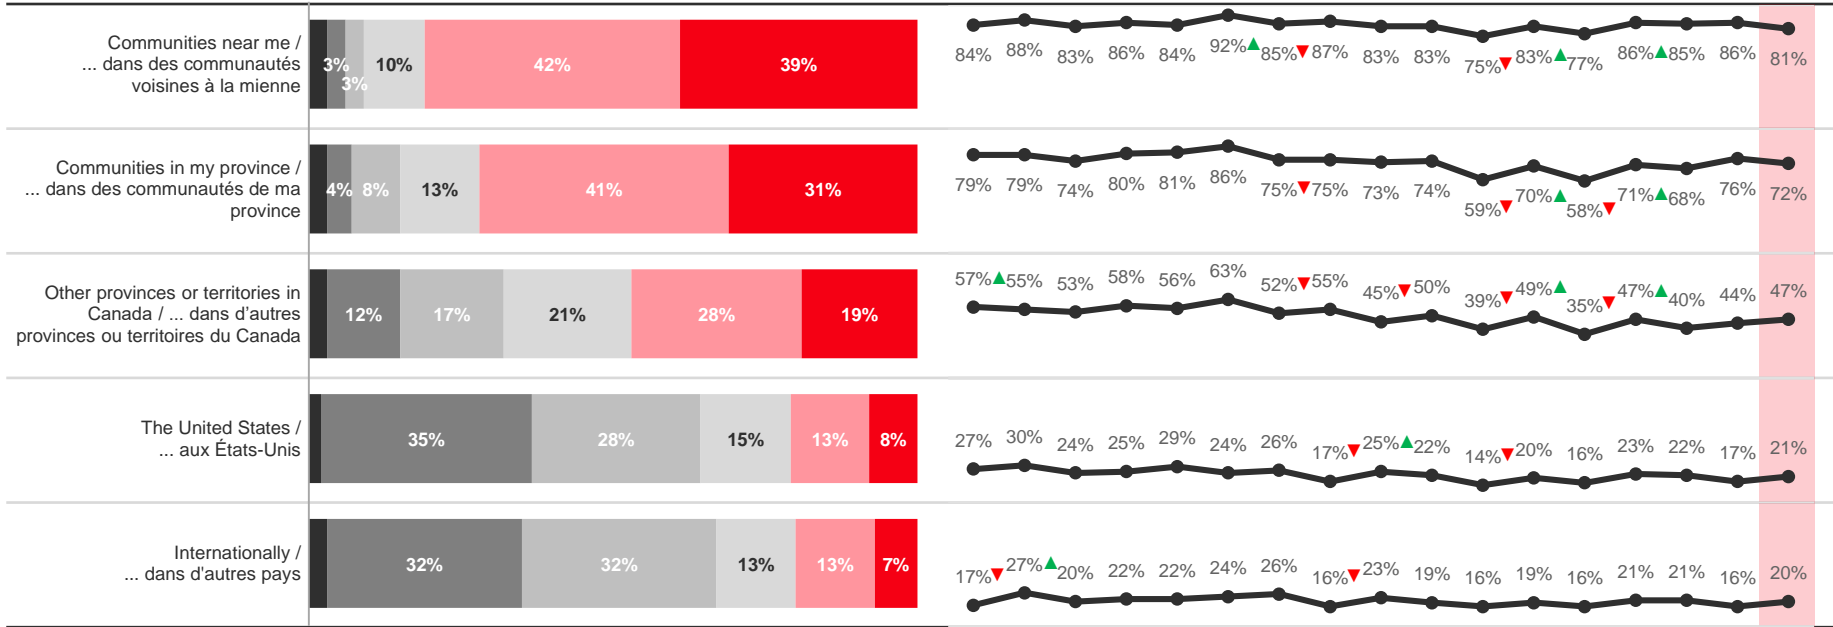 Communities near me /
... dans des communautés
voisines à la mienne
3%
3%
10%
42%
39%
84% 88% 83% 86% 84% 92%▲ 85%▼ 87% 83% 83% 75%▼ 83%▲ 77% 86%▲ 85% 86% 81%
Communities in my province /
... dans des communautés de ma
province
4% 8% 13% 41% 31%
79% 79% 74% 80% 81% 86% 75%▼ 75% 73% 74% 59%▼ 70%▲ 58%▼ 71%▲ 68% 76% 72%
Other provinces or territories in
Canada / ... dans d'autres
provinces ou territoires du Canada
12% 17% 21% 28% 19%
57%▲ 55% 53% 58% 56% 63% 52%▼ 55% 45%▼ 50% 39%▼ 49%▲ 35%▼ 47%▲ 40% 44% 47%
The United States /
... aux États-Unis
35% 28% 15% 13% 8%
27% 30% 24% 25% 29% 24% 26% 17%▼ 25%▲ 22% 14%▼ 20% 16% 23% 22% 17% 21%
Internationally /
... dans d'autres pays
32% 32% 13% 13% 7%
17%▼ 27%▲ 20% 22% 22% 24% 26% 16%▼ 23% 19% 16% 19% 16% 21% 21% 16% 20%